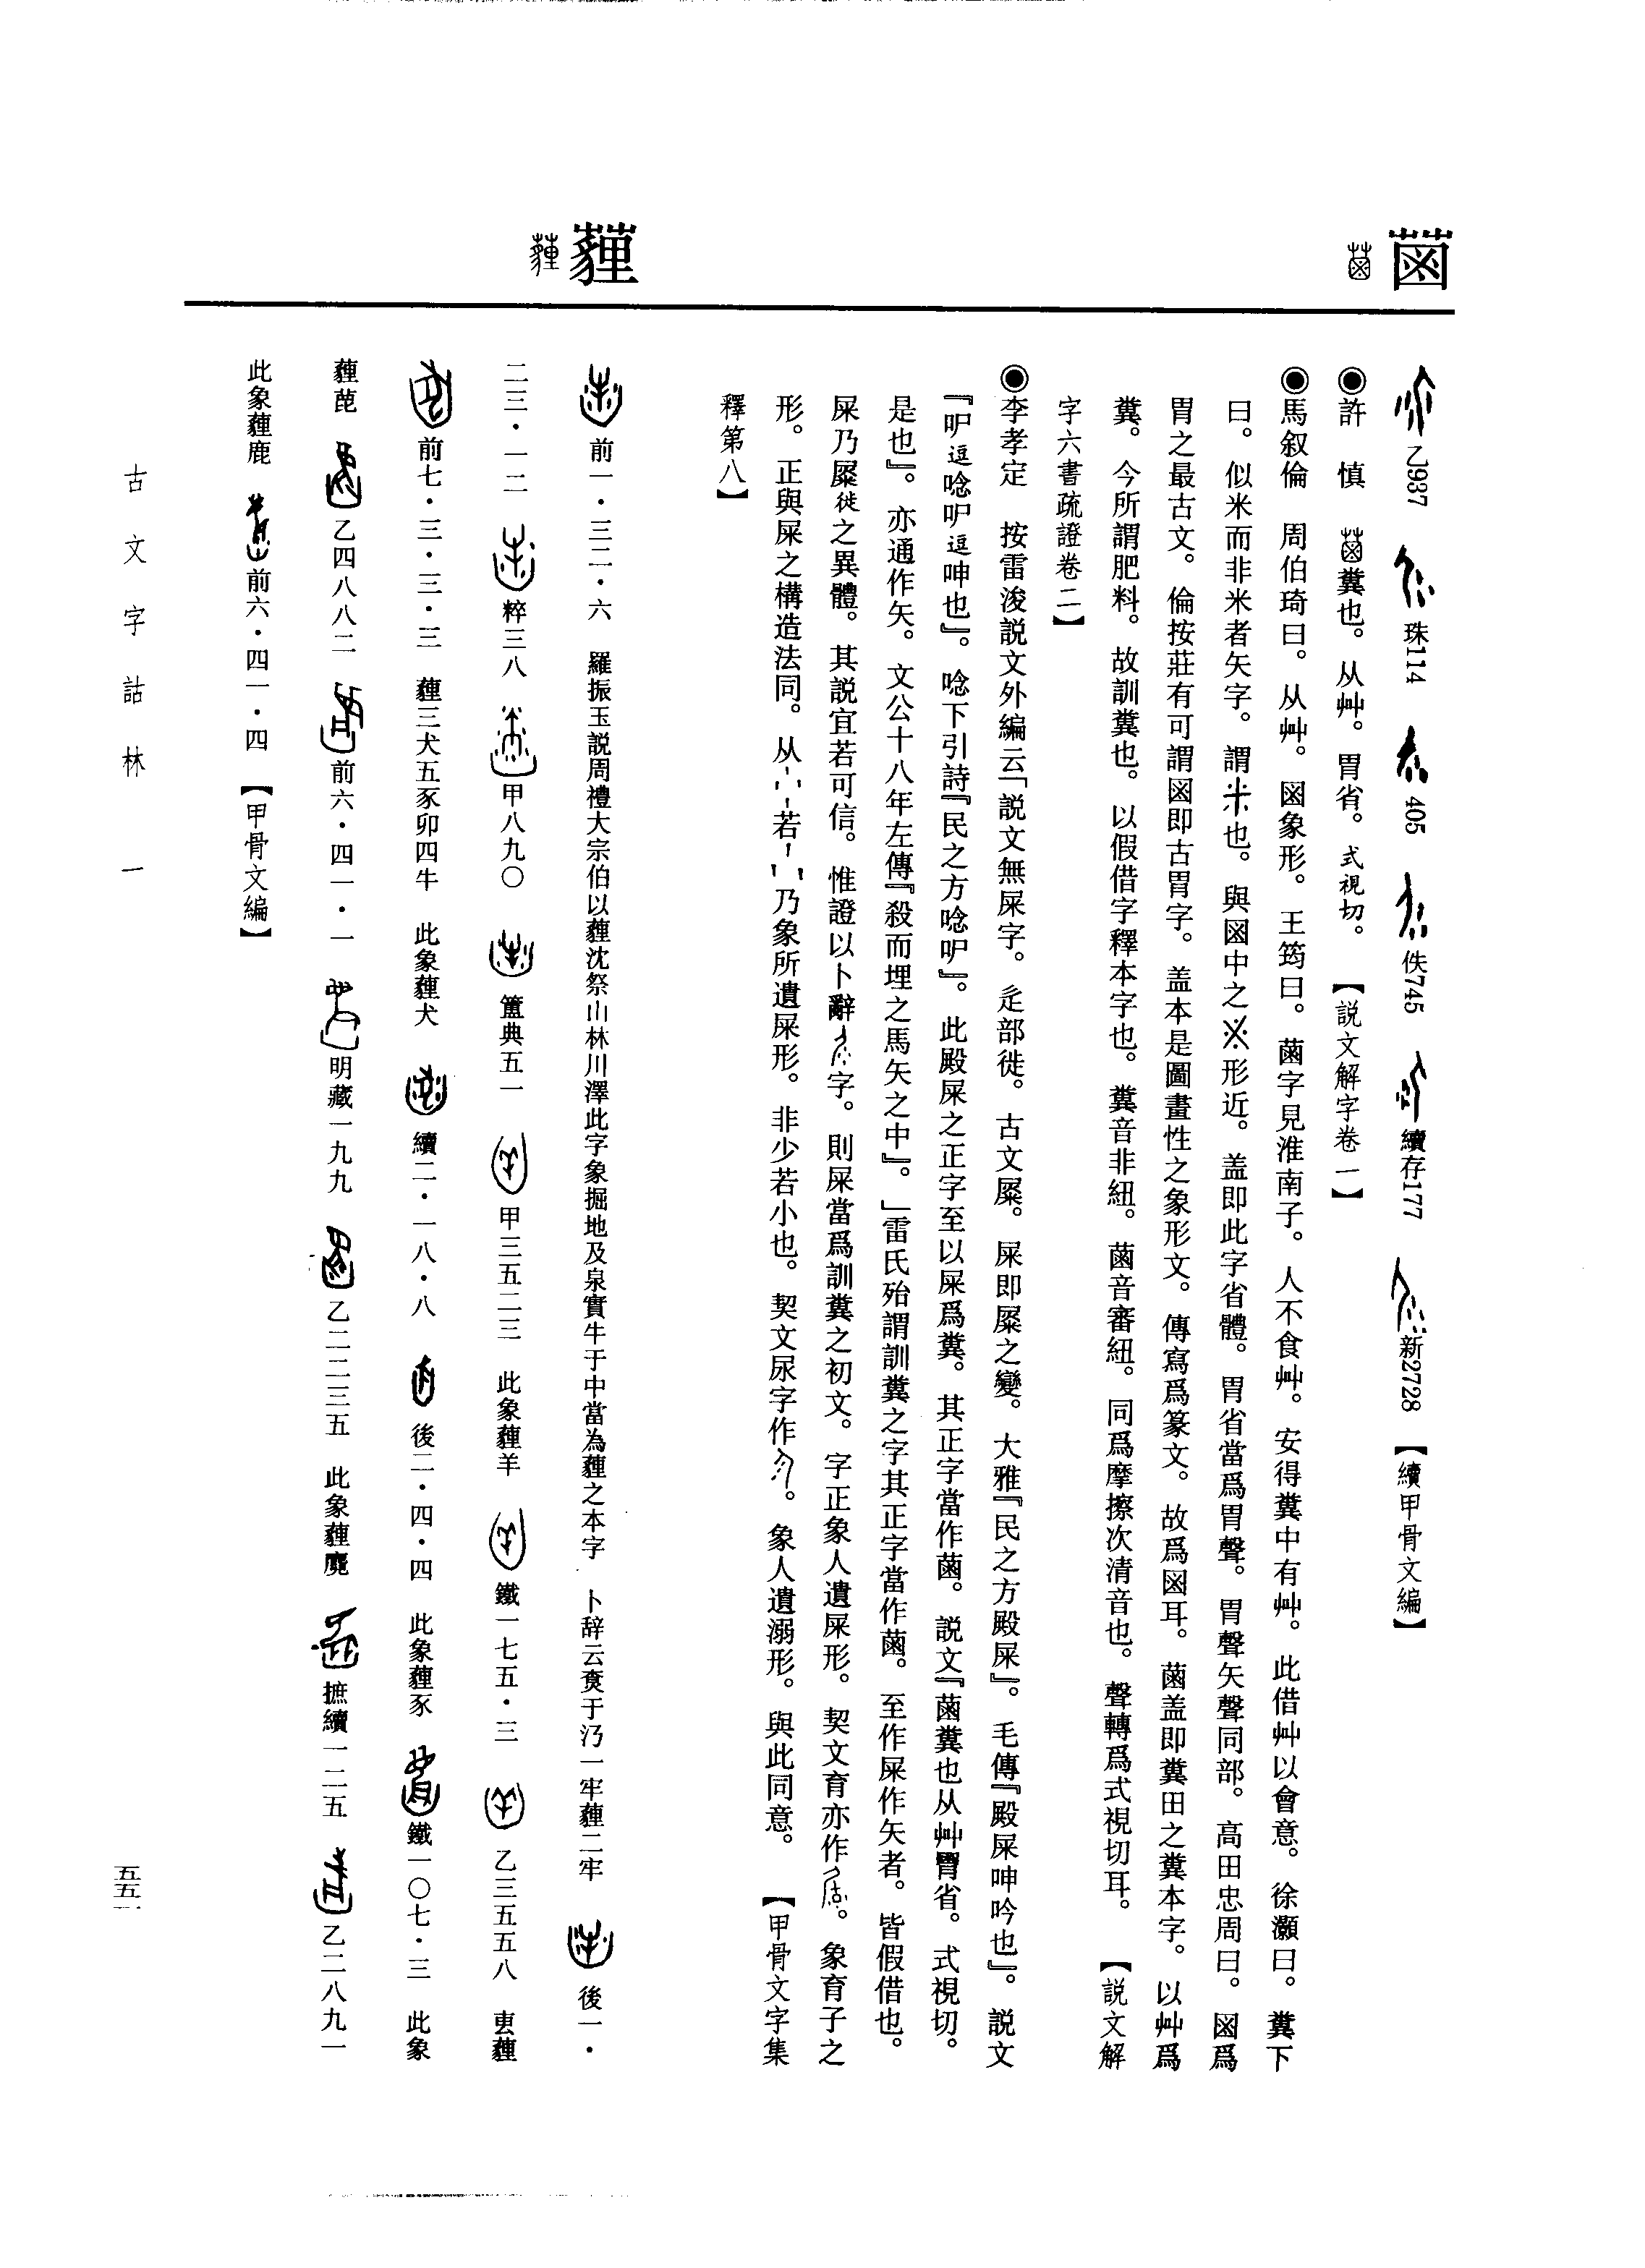 菡
薶
乙937 珠114 405 佚745 續存177 新2728 【續甲骨文編】
◉許 慎 糞也。从艸。胃省。式視切。 【説文解字卷一】
◉馬叙倫 周伯琦曰。从艸。図象形。王筠曰。菌字見淮南子。人不食艸。安得糞中有艸。此借艸以會意。徐灝曰。糞下
曰。似米而非米者矢字。謂米也。與図中之※形近。盖即此字省體。胃省當爲胃聲。胃聲矢聲同部。高田忠周曰。図爲
胃之最古文。倫按莊有可謂図即古胃字。盖本是圖畫性之象形文。傳寫爲篆文。故爲図耳。菌盖即糞田之糞本字。以艸爲
糞。今所謂肥料。故訓糞也。以假借字釋本字也。糞音非紐。菌音審紐。同爲摩擦次清音也。聲轉爲式視切耳。 【説文解
字六書疏證卷二】
◉李孝定 按雷浚説文外編云「説文無屎字。辵部徙。古文𡲴。屎即𡲴之變。大雅『民之方殿屎』。毛傳『殿屎呻吟也』。説文
『吚逗唸吚逗呻也』。唸下引詩『民之方唸吚』。此殿屎之正字至以屎爲糞。其正字當作菌。説文『菌糞也从艸胃省。式視切。
是也』。亦通作矢。文公十八年左傳『殺而埋之馬矢之中』。」雷氏殆謂訓糞之字其正字當作菌。至作屎作矢者。皆假借也。
屎乃𡲴徙之異體。其説宜若可信。惟證以卜辭字。則屎當爲訓糞之初文。字正象人遺屎形。契文育亦作。象育子之
形。正與屎之構造法同。从若乃象所遺屎形。非少若小也。契文尿字作。象人遺溺形。與此同意。 【甲骨文字集
釋第八】
前一・三二・六 羅振玉説周禮大宗伯以薶沈祭山林川澤此字象掘地及泉實牛于中當為薶之本字 卜辞云𡙕于汅一牢薶二牢 後一・
二三・一二 粹三八 甲八九〇 簠典五一 甲三五二三 此象薶羊 鐵一七五・三 乙三五五八 叀薶
前七・三・三・三 薶三犬五豕卯四牛 此象薶犬 續二・一八・八 後二・四・四 此象薶豕 鐵一〇七・三 此象
薶麑 乙四八八二 前六・四一・一 明藏一九九 乙二二三五 此象薶麑 摭續一二五 乙二八九一
此象薶鹿 前六・四一・四 【甲骨文編】
古文字詁林 一
五五一